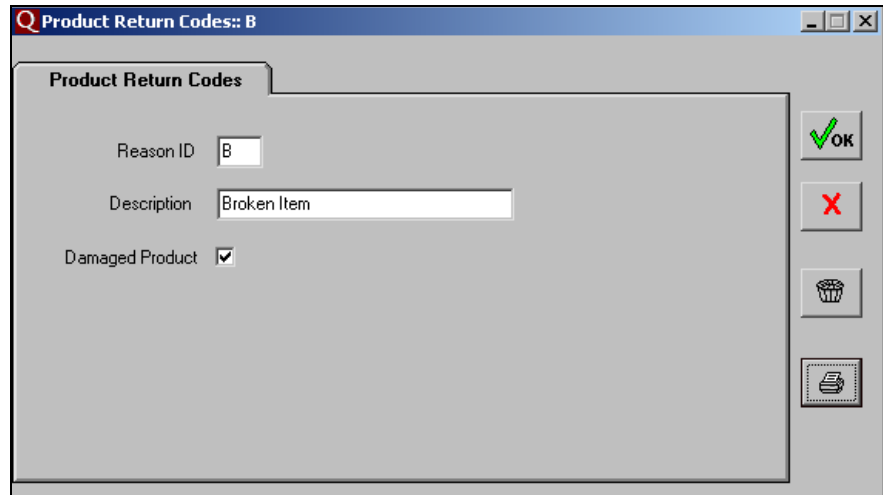 Q Product Return Codes:: B
Product Return Codes
Reason ID B
OK
Description Broken Item
X
Damaged Product